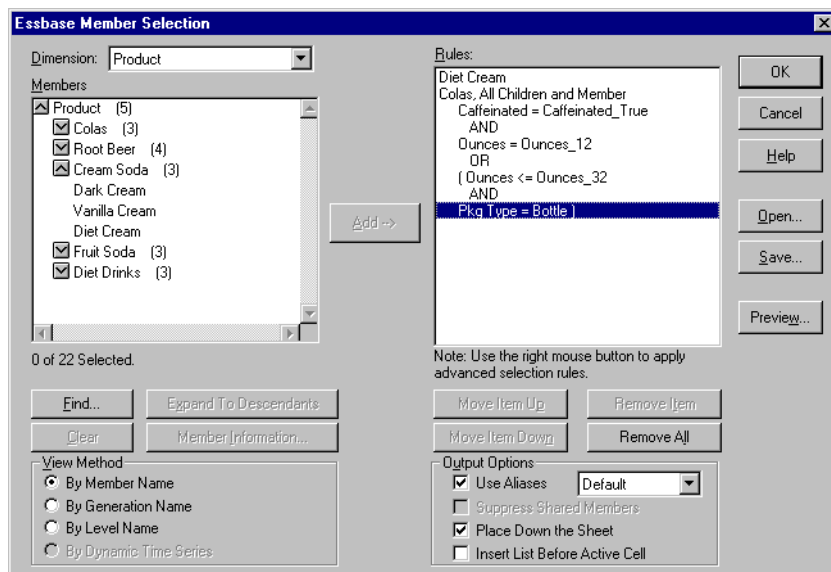 Essbase Member Selection
Dimension: Product
Members
Product (5)
Colas (3)
Root Beer (4)
Cream Soda (3)
Dark Cream
Vanilla Cream
Diet Cream
Fruit Soda (3)
Diet Drinks (3)
0 of 22 Selected.
Find...
Expand To Descendants
Clear
Member Information...
View Method
By Member Name
By Generation Name
By Level Name
By Dynamic Time Series
Add -->
Rules:
Diet Cream
Colas, All Children and Member
Caffeinated = Caffeinated_True
AND
Ounces = Ounces_12
OR
( Ounces <= Ounces_32
AND
Pkg Type = Bottle )
Note: Use the right mouse button to apply
advanced selection rules.
Move Item Up
Remove Item
Move Item Down
Remove All
Output Options
Use Aliases
Default
Suppress Shared Members
Place Down the Sheet
Insert List Before Active Cell
OK
Cancel
Help
Open...
Save...
Preview...